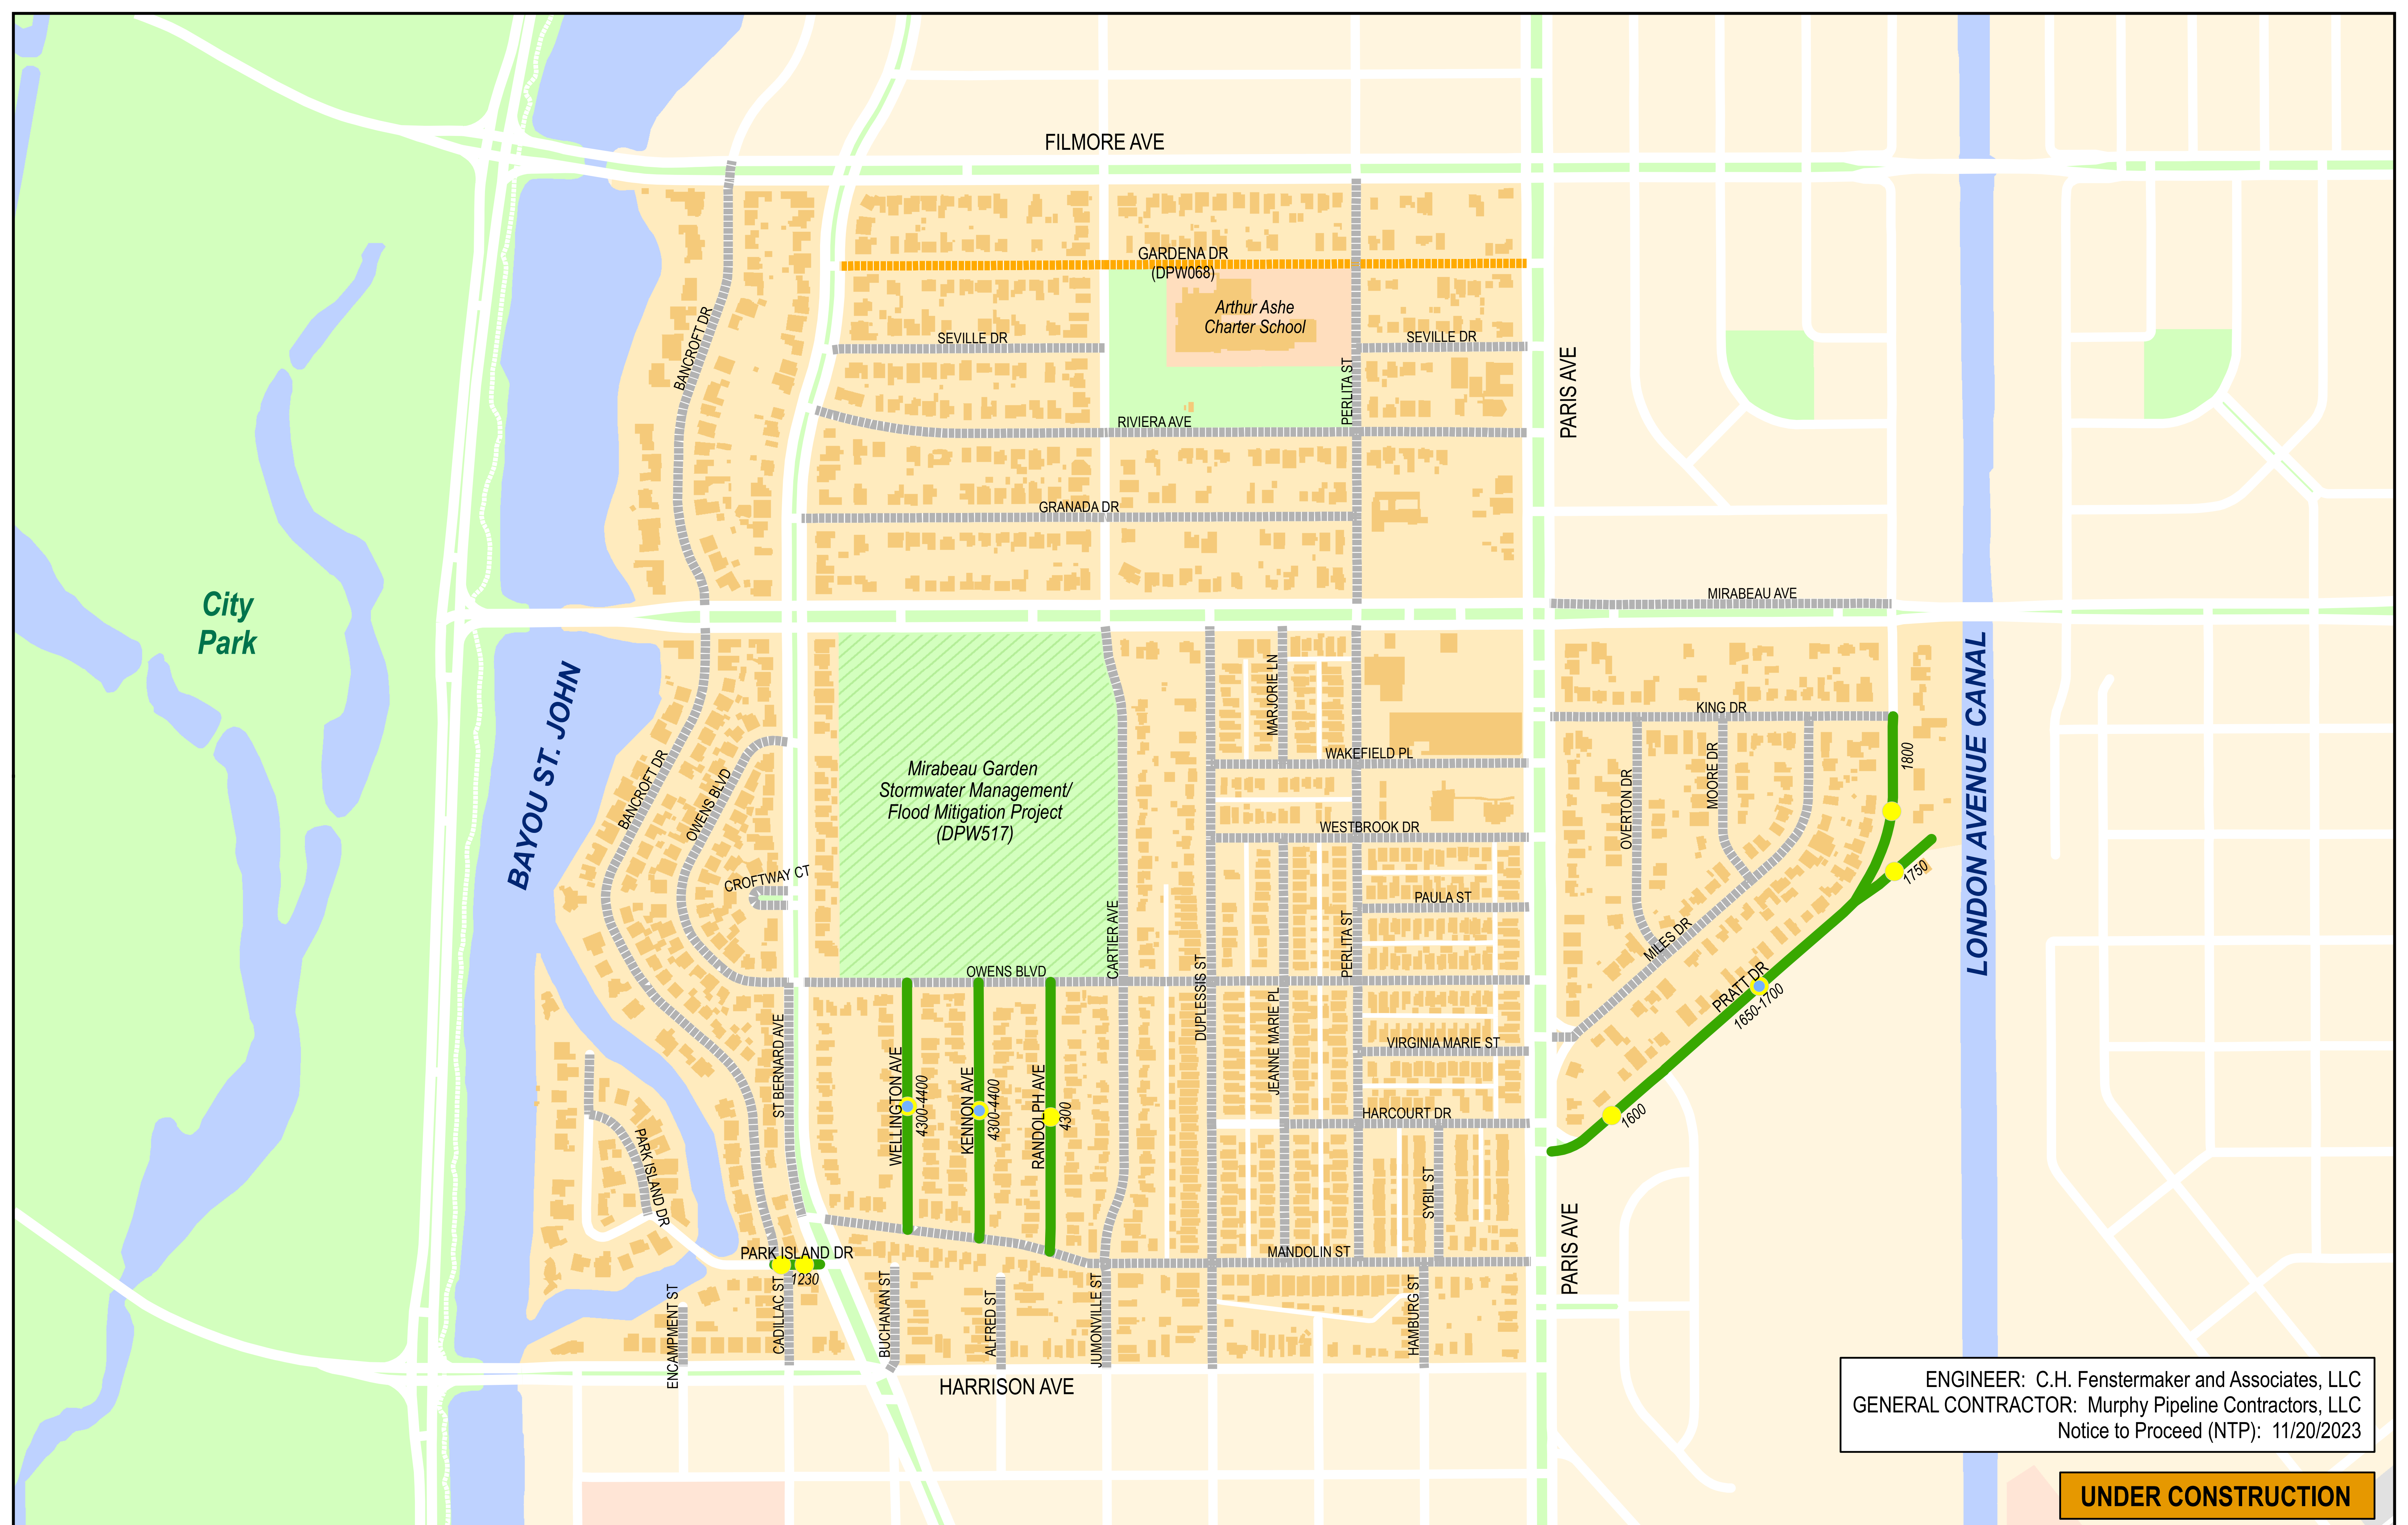 FILMORE AVE
GARDENA DR
(DPW068)
Arthur Ashe
Charter School
BANCROFT DR
SEVILLE DR
SEVILLE DR
PERLITA ST
PARIS AVE
RIVIERA AVE
GRANADA DR
City
Park
MIRABEAU AVE
BAYOU ST. JOHN
LONDON AVENUE CANAL
MARJORIE LN
KING DR
WAKEFIELD PL
1800
BANCROFT DR
OWENS BLVD
Mirabeau Garden
Stormwater Management/
Flood Mitigation Project
(DPW517)
OVERTON DR
MOORE DR
WESTBROOK DR
CROFTWAY CT
1750
PAULA ST
CARTIER AVE
PERLITA ST
MILES DR
OWENS BLVD
DUPLESSIS ST
PRATT DR
1650-1700
JEANNE MARIE PL
VIRGINIA MARIE ST
ST BERNARD AVE
WELLINGTON AVE
4300-4400
KENNON AVE
4300-4400
RANDOLPH AVE
4300
HARCOURT DR
1600
PARK ISLAND DR
SYBIL ST
PARIS AVE
PARK ISLAND DR
1230
MANDOLIN ST
ENCAMPMENT ST
CADILLAC ST
BUCHANAN ST
ALFRED ST
JUMONVILLE ST
HAMBURG ST
HARRISON AVE
ENGINEER: C.H. Fenstermaker and Associates, LLC
GENERAL CONTRACTOR: Murphy Pipeline Contractors, LLC
Notice to Proceed (NTP): 11/20/2023
UNDER CONSTRUCTION